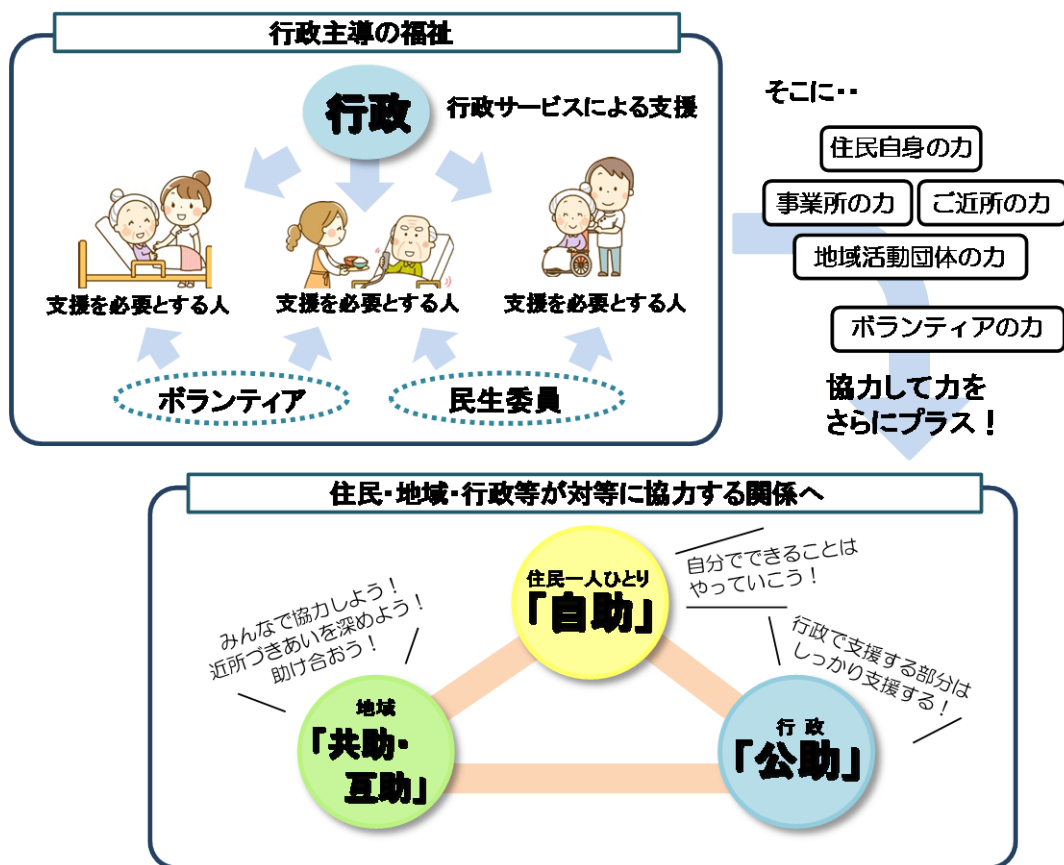 行政主導の福祉
行政
行政サービスによる支援
支援を必要とする人
支援を必要とする人
支援を必要とする人
ボランティア
民生委員
そこに・・
住民自身の力
事業所の力
ご近所の力
地域活動団体の力
ボランティアの力
協力して力を
さらにプラス！
住民・地域・行政等が対等に協力する関係へ
住民一人ひとり
「自助」
自分でできることは
やっていこう！
みんなで協力しよう！
近所づきあいを深めよう！
助け合おう！
地域
「共助・
互助」
行政
「公助」
行政で支援する部分は
しっかり支援する！